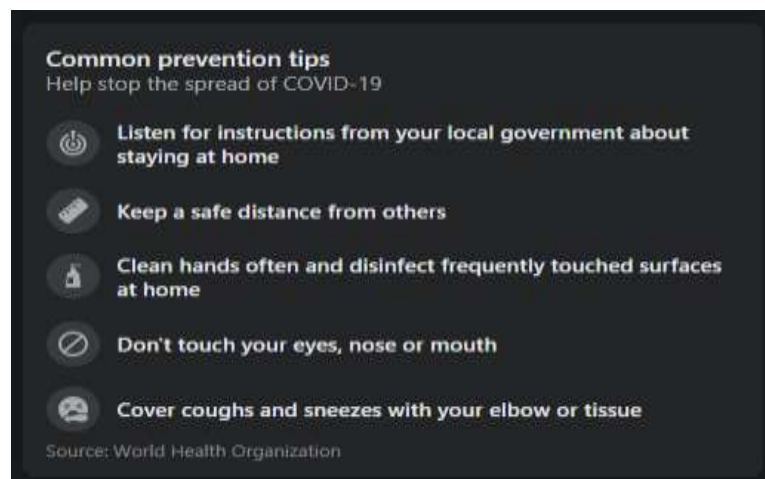 Common prevention tips
Help stop the spread of COVID-19
Listen for instructions from your local government about
staying at home
Keep a safe distance from others
Clean hands often and disinfect frequently touched surfaces
at home
Don't touch your eyes, nose or mouth
Cover coughs and sneezes with your elbow or tissue
Source: World Health Organization